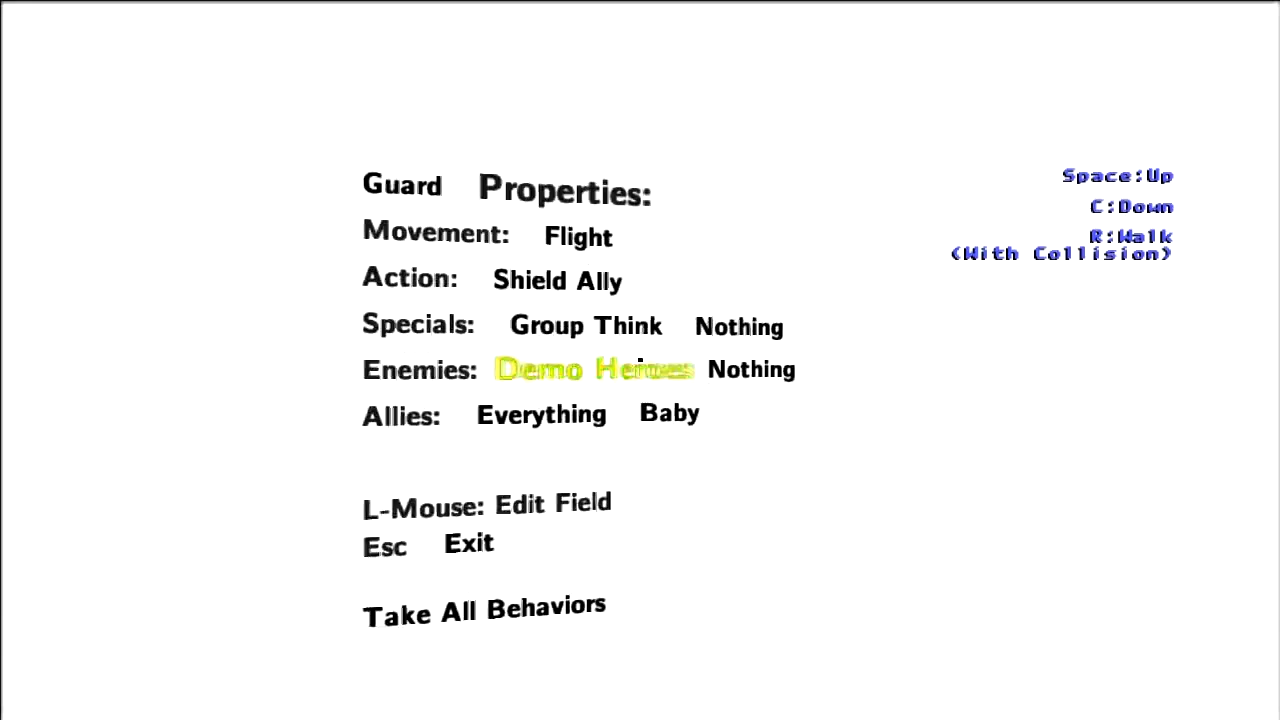 Guard Properties:
Movement: Flight
Action: Shield Ally
Specials: Group Think Nothing
Enemies: Demo Heroes Nothing
Allies: Everything Baby
L-Mouse: Edit Field
Esc Exit
Take All Behaviors
Space:Up
C:Down
R:Walk
(With Collision)